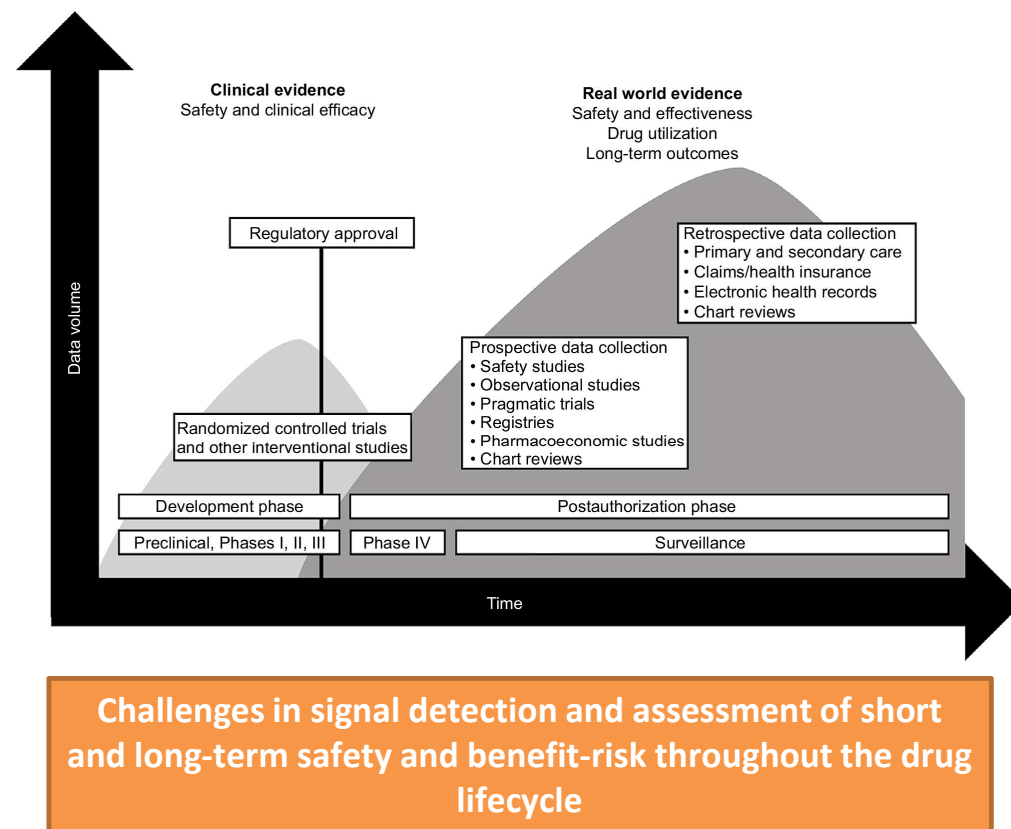 Clinical evidence
Safety and clinical efficacy
Real world evidence
Safety and effectiveness
Drug utilization
Long-term outcomes
Regulatory approval
Retrospective data collection
• Primary and secondary care
• Claims/health insurance
• Electronic health records
• Chart reviews
Data volume
Prospective data collection
• Safety studies
• Observational studies
• Pragmatic trials
• Registries
• Pharmacoeconomic studies
• Chart reviews
Randomized controlled trials
and other interventional studies
Development phase
Postauthorization phase
Preclinical, Phases I, II, III
Phase IV
Surveillance
Time
Challenges in signal detection and assessment of short
and long-term safety and benefit-risk throughout the drug
lifecycle